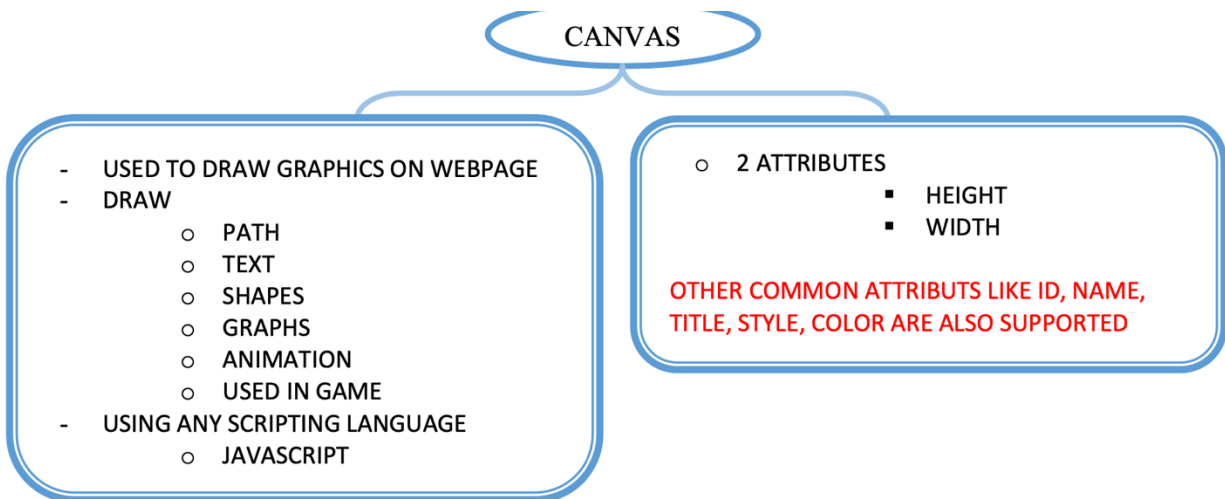 CANVAS
- USED TO DRAW GRAPHICS ON WEBPAGE
- DRAW
o PATH
o TEXT
o SHAPES
o GRAPHS
o ANIMATION
o USED IN GAME
- USING ANY SCRIPTING LANGUAGE
o JAVASCRIPT
o 2 ATTRIBUTES
▪ HEIGHT
▪ WIDTH
OTHER COMMON ATTRIBUTS LIKE ID, NAME,
TITLE, STYLE, COLOR ARE ALSO SUPPORTED